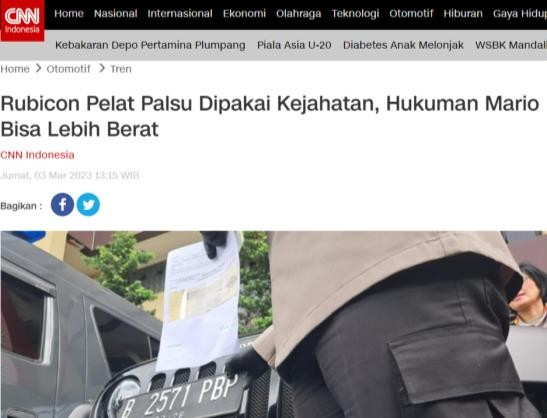 CNN
Indonesia
Home Nasional Internasional Ekonomi Olahraga Teknologi Otomotif Hiburan Gaya Hidup
Kebakaran Depo Pertamina Plumpang Piala Asia U-20 Diabetes Anak Melonjak WSBK Mandali
Home > Otomotif > Tren
Rubicon Pelat Palsu Dipakai Kejahatan, Hukuman Mario
Bisa Lebih Berat
CNN Indonesia
Jumat, 03 Mar 2023 13:15 WIB
Bagikan :
B 2571 PBP